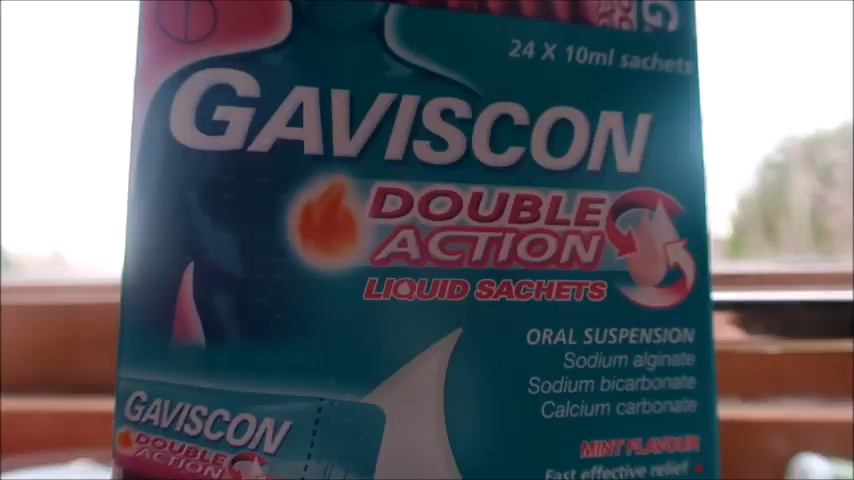 24 X 10ml sachets
GAVISCON
DOUBLE
ACTION
LIQUID SACHETS
ORAL SUSPENSION
Sodium alginate
Sodium bicarbonate
Calcium carbonate
MINT FLAVOUR
Fast effective relief
GAVISCON
DOUBLE
ACTION